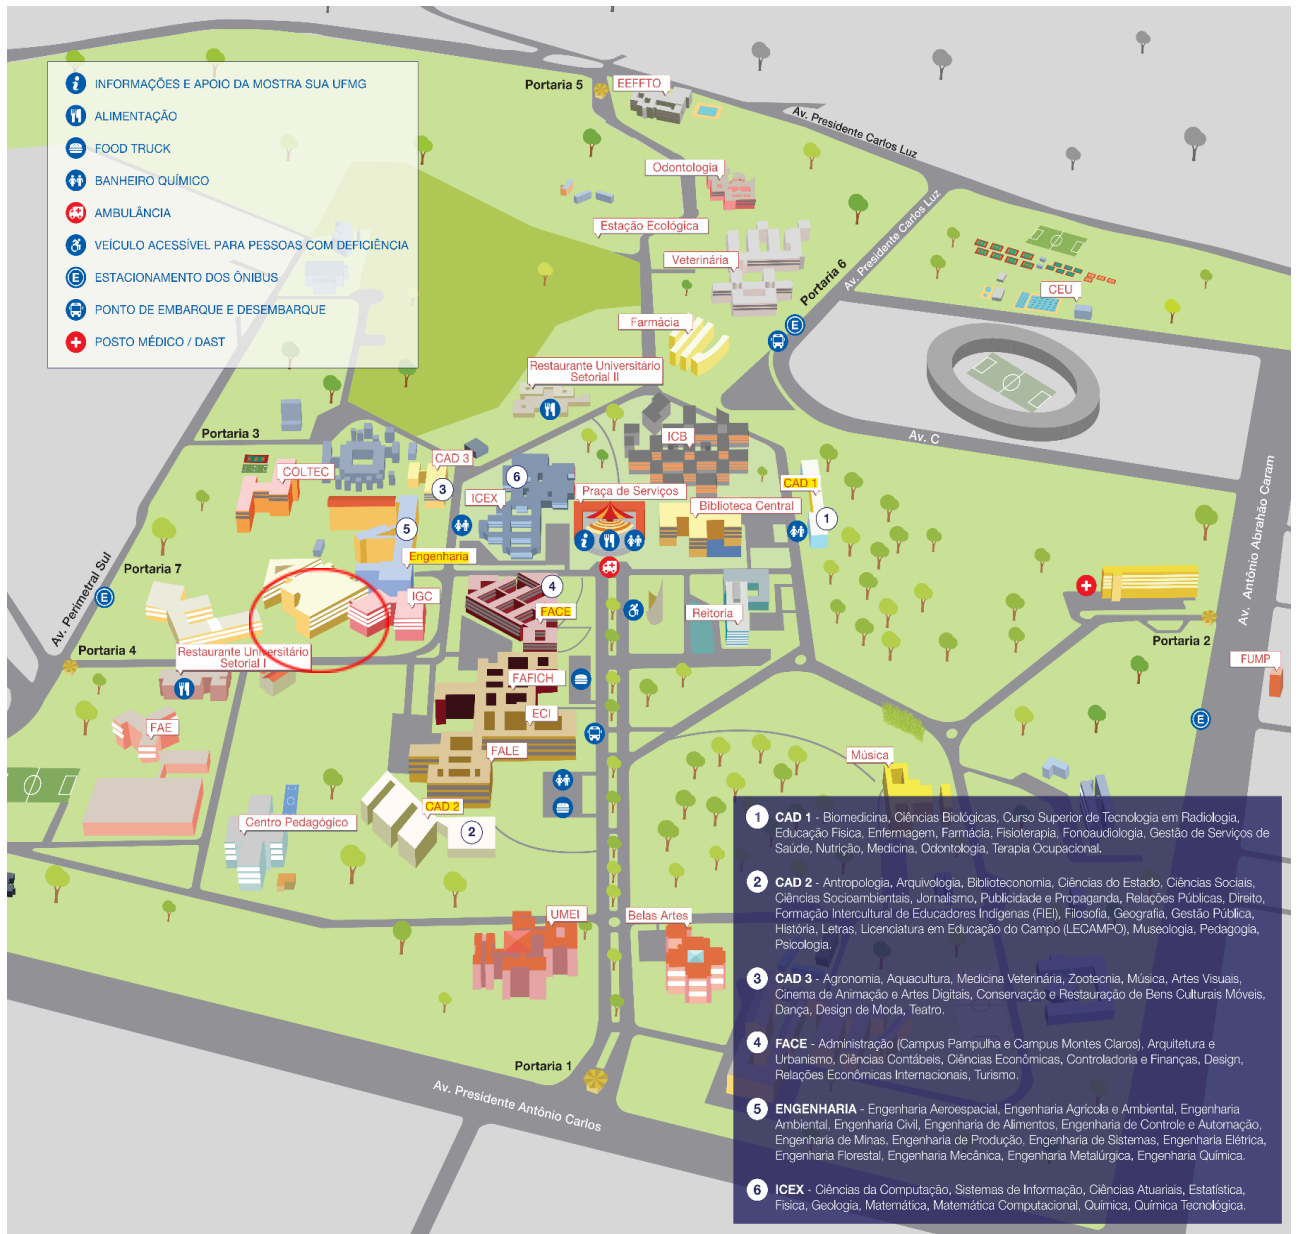 INFORMAÇÕES E APOIO DA MOSTRA SUA UFMG
ALIMENTAÇÃO
FOOD TRUCK
BANHEIRO QUÍMICO
AMBULÂNCIA
VEÍCULO ACESSÍVEL PARA PESSOAS COM DEFICIÊNCIA
E
ESTACIONAMENTO DOS ÔNIBUS
PONTO DE EMBARQUE E DESEMBARQUE
POSTO MÉDICO / DAST
Portaria 5
EEFFTO
Av. Presidente Carlos Luz
Odontologia
Av. Presidente Carlos Luz
Estação Ecológica
Veterinária
Portaria 6
CEU
Farmácia
E
Restaurante Universitário
Setorial II
Portaria 3
ICB
Av. C
CAD 3
COLTEC
6
3
ICEX
Praça de Serviços
CAD 1
Biblioteca Central
1
5
Engenharia
Av. Antônio Abrahão Caram
Av. Perimetral Sul
Portaria 7
E
IGC
4
FACE
Reitoria
Portaria 2
Portaria 4
Restaurante Universitário
Setorial I
FUMP
FAFICH
ECI
E
FAE
FALE
Música
CAD 2
2
Centro Pedagógico
UMEI
Belas Artes
Portaria 1
Av. Presidente Antônio Carlos
1 CAD 1 - Biomedicina, Ciências Biológicas, Curso Superior de Tecnologia em Radiologia,
Educação Física, Enfermagem, Farmácia, Fisioterapia, Fonoaudiologia, Gestão de Serviços de
Saúde, Nutrição, Medicina, Odontologia, Terapia Ocupacional.
2 CAD 2 - Antropologia, Arquivologia, Biblioteconomia, Ciências do Estado, Ciências Sociais,
Ciências Socioambientais, Jornalismo, Publicidade e Propaganda, Relações Públicas, Direito,
Formação Intercultural de Educadores Indígenas (FIEI), Filosofia, Geografia, Gestão Pública,
História, Letras, Licenciatura em Educação do Campo (LECAMPO), Museologia, Pedagogia,
Psicologia.
3 CAD 3 - Agronomia, Aquacultura, Medicina Veterinária, Zootecnia, Música, Artes Visuais,
Cinema de Animação e Artes Digitais, Conservação e Restauração de Bens Culturais Móveis,
Dança, Design de Moda, Teatro.
4 FACE - Administração (Campus Pampulha e Campus Montes Claros), Arquitetura e
Urbanismo, Ciências Contábeis, Ciências Econômicas, Controladoria e Finanças, Design,
Relações Econômicas Internacionais, Turismo.
5 ENGENHARIA - Engenharia Aeroespacial, Engenharia Agrícola e Ambiental, Engenharia
Ambiental, Engenharia Civil, Engenharia de Alimentos, Engenharia de Controle e Automação,
Engenharia de Minas, Engenharia de Produção, Engenharia de Sistemas, Engenharia Elétrica,
Engenharia Florestal, Engenharia Mecânica, Engenharia Metalúrgica, Engenharia Química.
6 ICEX - Ciências da Computação, Sistemas de Informação, Ciências Atuariais, Estatística,
Física, Geologia, Matemática, Matemática Computacional, Química, Química Tecnológica.